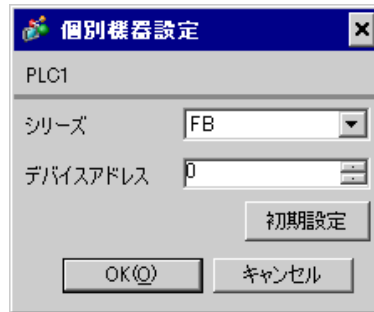 個別機器設定
PLC1
シリーズ FB
デバイスアドレス 0
初期設定
OK(O) キャンセル